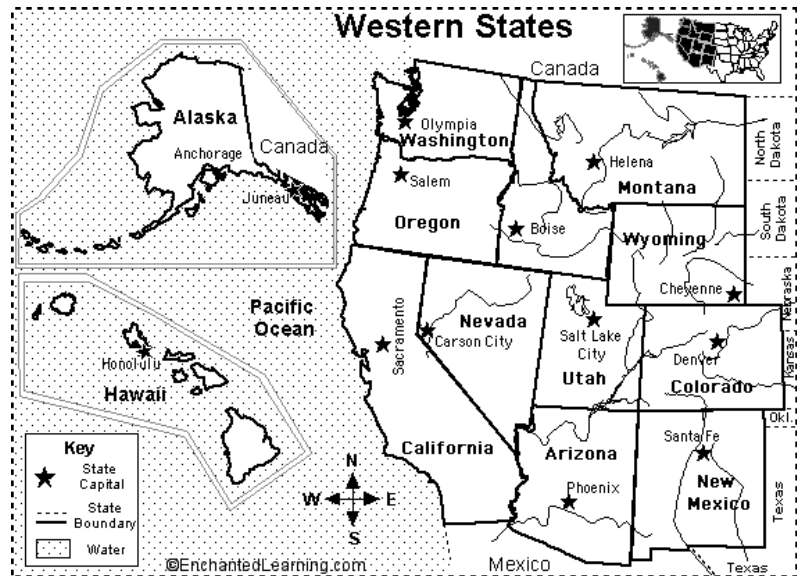 Western States
Canada
Alaska
Anchorage
Canada
Juneau
Olympia
Washington
Salem
Oregon
Helena
Montana
Boise
Wyoming
Cheyenne
North
Dakota
South
Dakota
Nebraska
Kansas
Okl.
Texas
Pacific
Ocean
Honolulu
Hawaii
Sacramento
California
Nevada
Carson City
Salt Lake
City
Utah
Denver
Colorado
Arizona
Phoenix
Santa Fe
New
Mexico
Key
State
Capital
State
Boundary
Water
N
W
E
S
Mexico
Texas
©EnchantedLearning.com